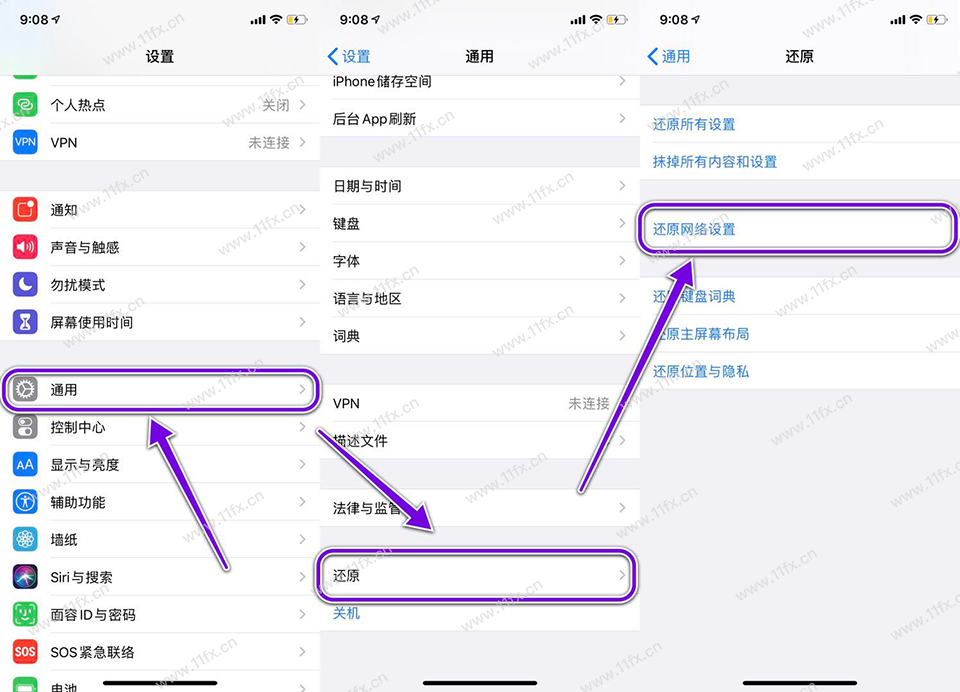 9:08
设置
个人热点
关闭
VPN
VPN
未连接
通知
声音与触感
勿扰模式
屏幕使用时间
通用
控制中心
AA
显示与亮度
辅助功能
墙纸
Siri与搜索
面容ID与密码
SOS
SOS紧急联络
电池
9:08
设置
通用
iPhone储存空间
后台App刷新
日期与时间
键盘
字体
语言与地区
词典
VPN
未连接
描述文件
法律与监管
还原
关机
9:08
通用
还原
还原所有设置
抹掉所有内容和设置
还原网络设置
还原键盘词典
还原主屏幕布局
还原位置与隐私
www.11fx.cn